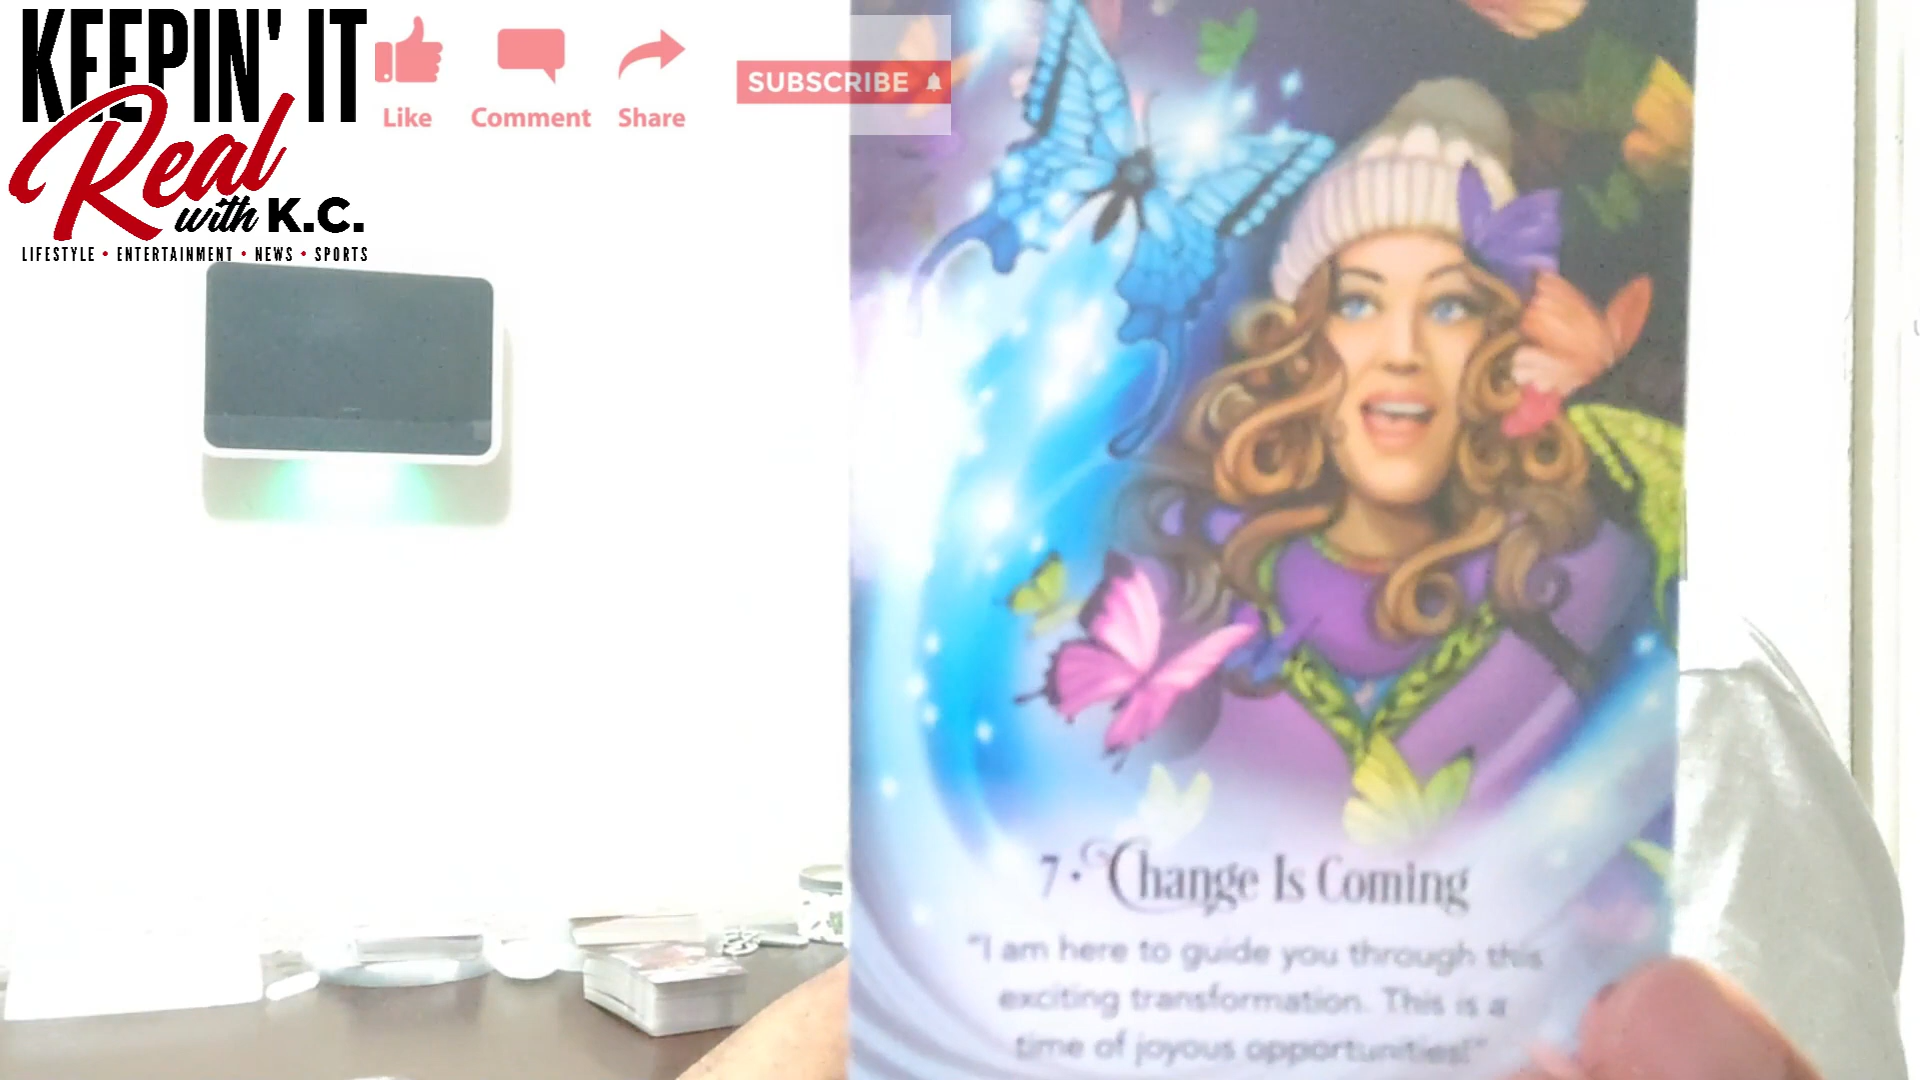 KEEPIN' IT
Real
with K.C.
LIFESTYLE • ENTERTAINMENT • NEWS • SPORTS
Like
Comment
Share
SUBSCRIBE
7 • Change Is Coming
"I am here to guide you through this
exciting transformation. This is a
time of joyous opportunities!"